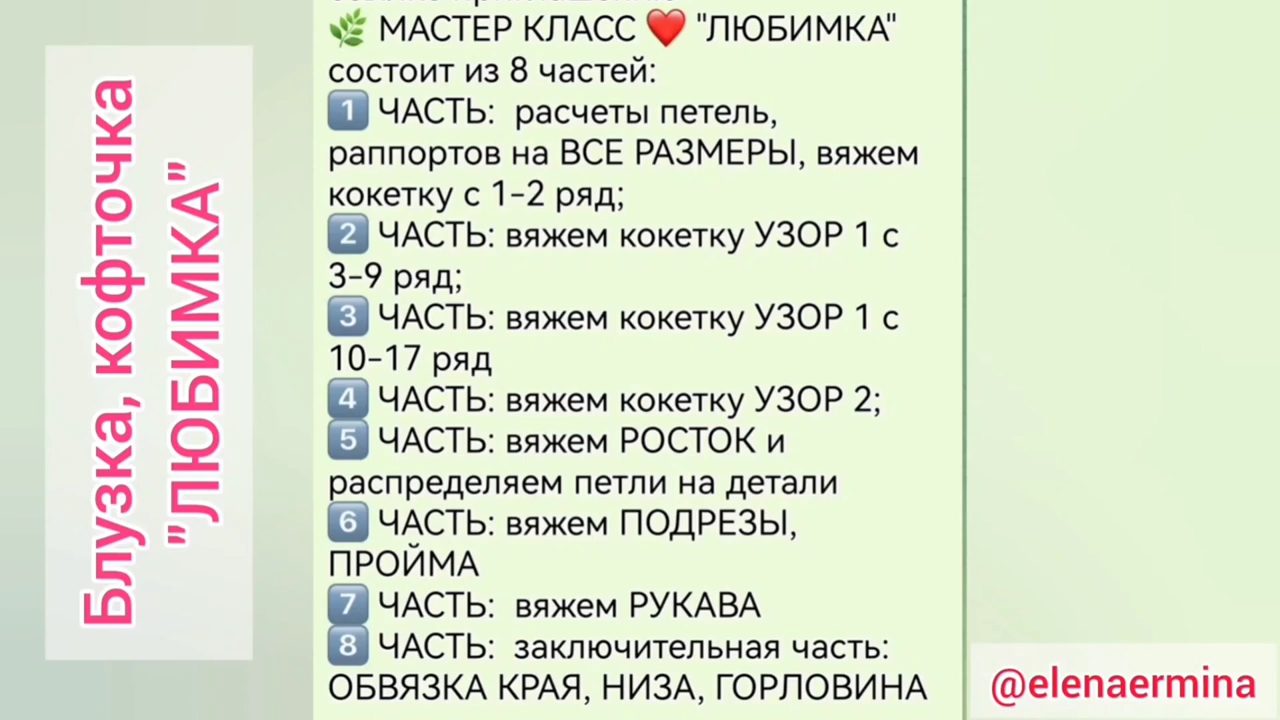 Блузка, кофточка
"ЛЮБИМКА"
🌿 МАСТЕР КЛАСС ❤️ "ЛЮБИМКА"
состоит из 8 частей:
1️⃣ ЧАСТЬ: расчеты петель,
раппортов на ВСЕ РАЗМЕРЫ, вяжем
кокетку с 1-2 ряд;
2️⃣ ЧАСТЬ: вяжем кокетку УЗОР 1 с
3-9 ряд;
3️⃣ ЧАСТЬ: вяжем кокетку УЗОР 1 с
10-17 ряд
4️⃣ ЧАСТЬ: вяжем кокетку УЗОР 2;
5️⃣ ЧАСТЬ: вяжем РОСТОК и
распределяем петли на детали
6️⃣ ЧАСТЬ: вяжем ПОДРЕЗЫ,
ПРОЙМА
7️⃣ ЧАСТЬ: вяжем РУКАВА
8️⃣ ЧАСТЬ: заключительная часть:
ОБВЯЗКА КРАЯ, НИЗА, ГОРЛОВИНА
@elenaermina